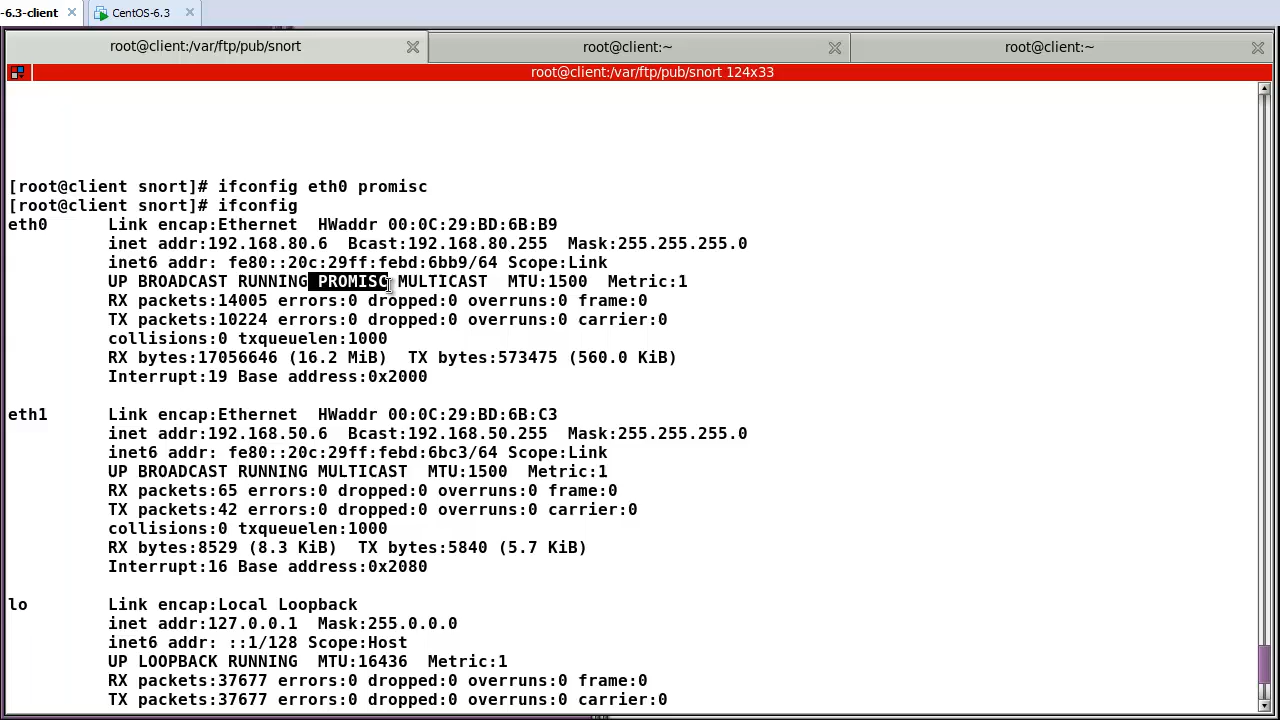 -6.3-client
CentOS-6.3
root@client:/var/ftp/pub/snort
root@client:~
root@client:~
root@client:/var/ftp/pub/snort 124x33
[root@client snort]# ifconfig eth0 promisc
[root@client snort]# ifconfig
eth0 Link encap:Ethernet HWaddr 00:0C:29:BD:6B:B9
inet addr:192.168.80.6 Bcast:192.168.80.255 Mask:255.255.255.0
inet6 addr: fe80::20c:29ff:febd:6bb9/64 Scope:Link
UP BROADCAST RUNNING PROMISC MULTICAST MTU:1500 Metric:1
RX packets:14005 errors:0 dropped:0 overruns:0 frame:0
TX packets:10224 errors:0 dropped:0 overruns:0 carrier:0
collisions:0 txqueuelen:1000
RX bytes:17056646 (16.2 MiB) TX bytes:573475 (560.0 KiB)
Interrupt:19 Base address:0x2000
eth1 Link encap:Ethernet HWaddr 00:0C:29:BD:6B:C3
inet addr:192.168.50.6 Bcast:192.168.50.255 Mask:255.255.255.0
inet6 addr: fe80::20c:29ff:febd:6bc3/64 Scope:Link
UP BROADCAST RUNNING MULTICAST MTU:1500 Metric:1
RX packets:65 errors:0 dropped:0 overruns:0 frame:0
TX packets:42 errors:0 dropped:0 overruns:0 carrier:0
collisions:0 txqueuelen:1000
RX bytes:8529 (8.3 KiB) TX bytes:5840 (5.7 KiB)
Interrupt:16 Base address:0x2080
lo Link encap:Local Loopback
inet addr:127.0.0.1 Mask:255.0.0.0
inet6 addr: ::1/128 Scope:Host
UP LOOPBACK RUNNING MTU:16436 Metric:1
RX packets:37677 errors:0 dropped:0 overruns:0 frame:0
TX packets:37677 errors:0 dropped:0 overruns:0 carrier:0